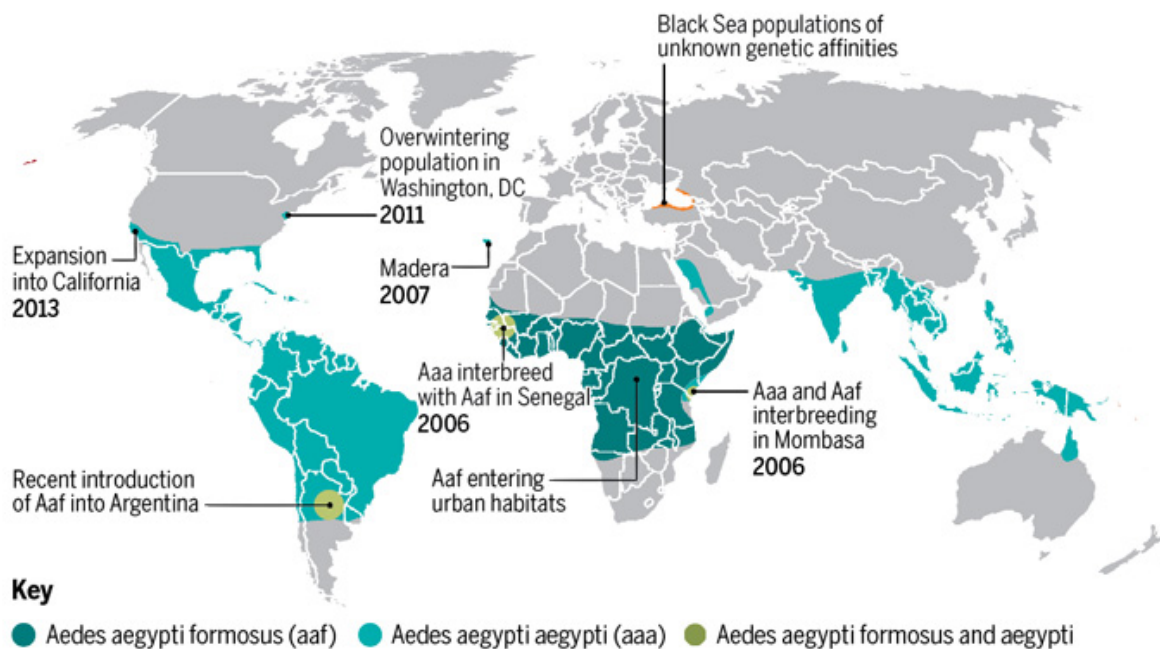 Black Sea populations of
unknown genetic affinities
Overwintering
population in
Washington, DC
2011
Expansion
into California
2013
Madera
2007
Aaa interbreed
with Aaf in Senegal
2006
Aaa and Aaf
interbreeding
in Mombasa
2006
Recent introduction
of Aaf into Argentina
Aaf entering
urban habitats
Key
Aedes aegypti formosus (aaf)
Aedes aegypti aegypti (aaa)
Aedes aegypti formosus and aegypti